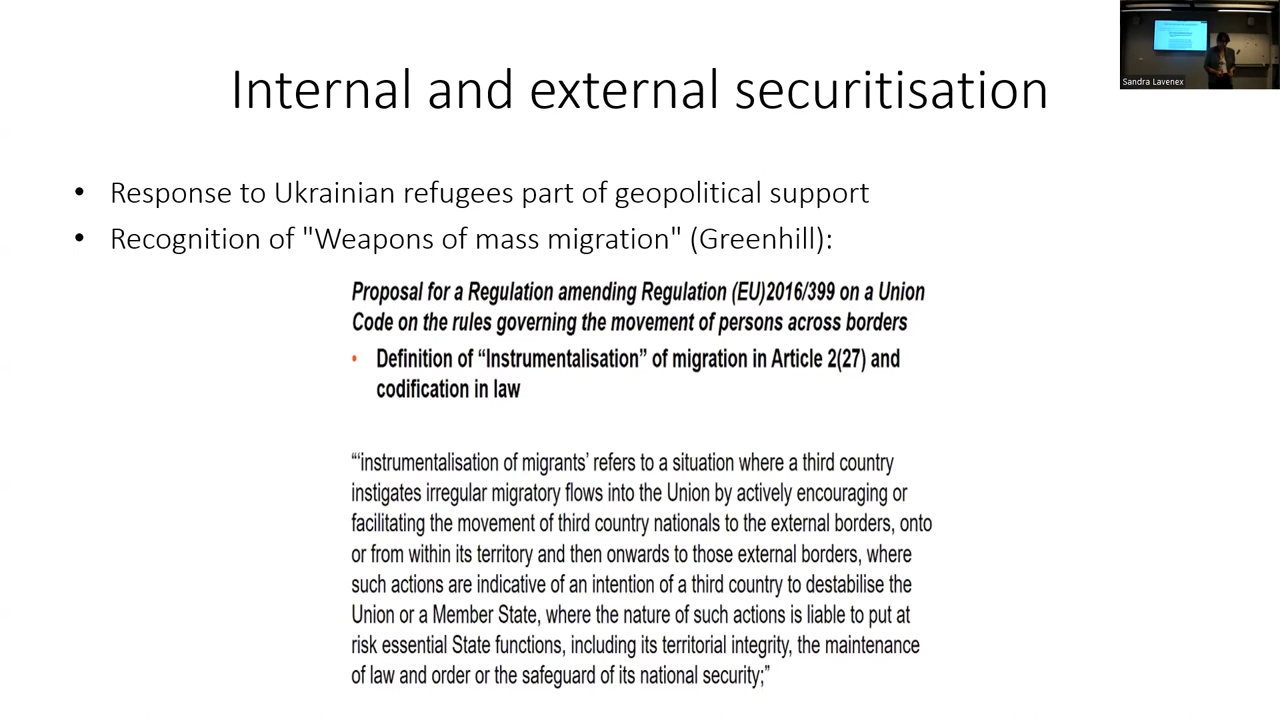 Sandra Lavenex
Internal and external securitisation
• Response to Ukrainian refugees part of geopolitical support
• Recognition of "Weapons of mass migration" (Greenhill):
Proposal for a Regulation amending Regulation (EU)2016/399 on a Union
Code on the rules governing the movement of persons across borders
• Definition of “Instrumentalisation” of migration in Article 2(27) and
codification in law
“‘instrumentalisation of migrants’ refers to a situation where a third country
instigates irregular migratory flows into the Union by actively encouraging or
facilitating the movement of third country nationals to the external borders, onto
or from within its territory and then onwards to those external borders, where
such actions are indicative of an intention of a third country to destabilise the
Union or a Member State, where the nature of such actions is liable to put at
risk essential State functions, including its territorial integrity, the maintenance
of law and order or the safeguard of its national security;”